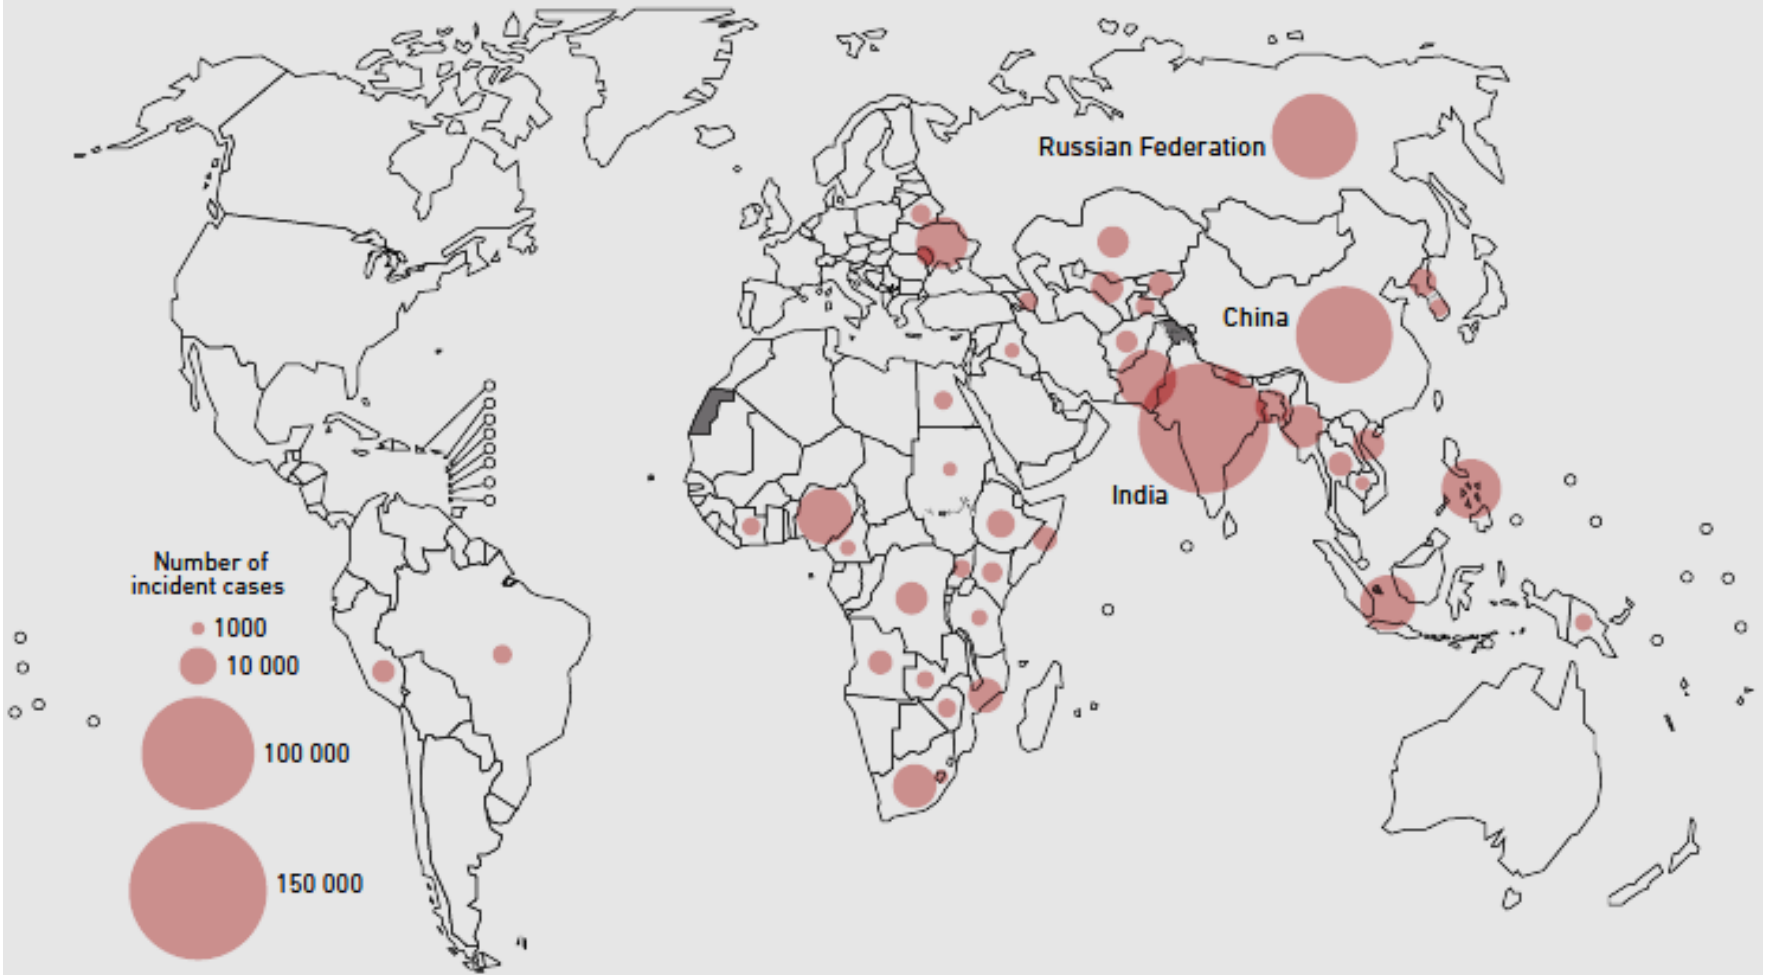 Russian Federation
China
India
Number of
incident cases
1000
10 000
100 000
150 000